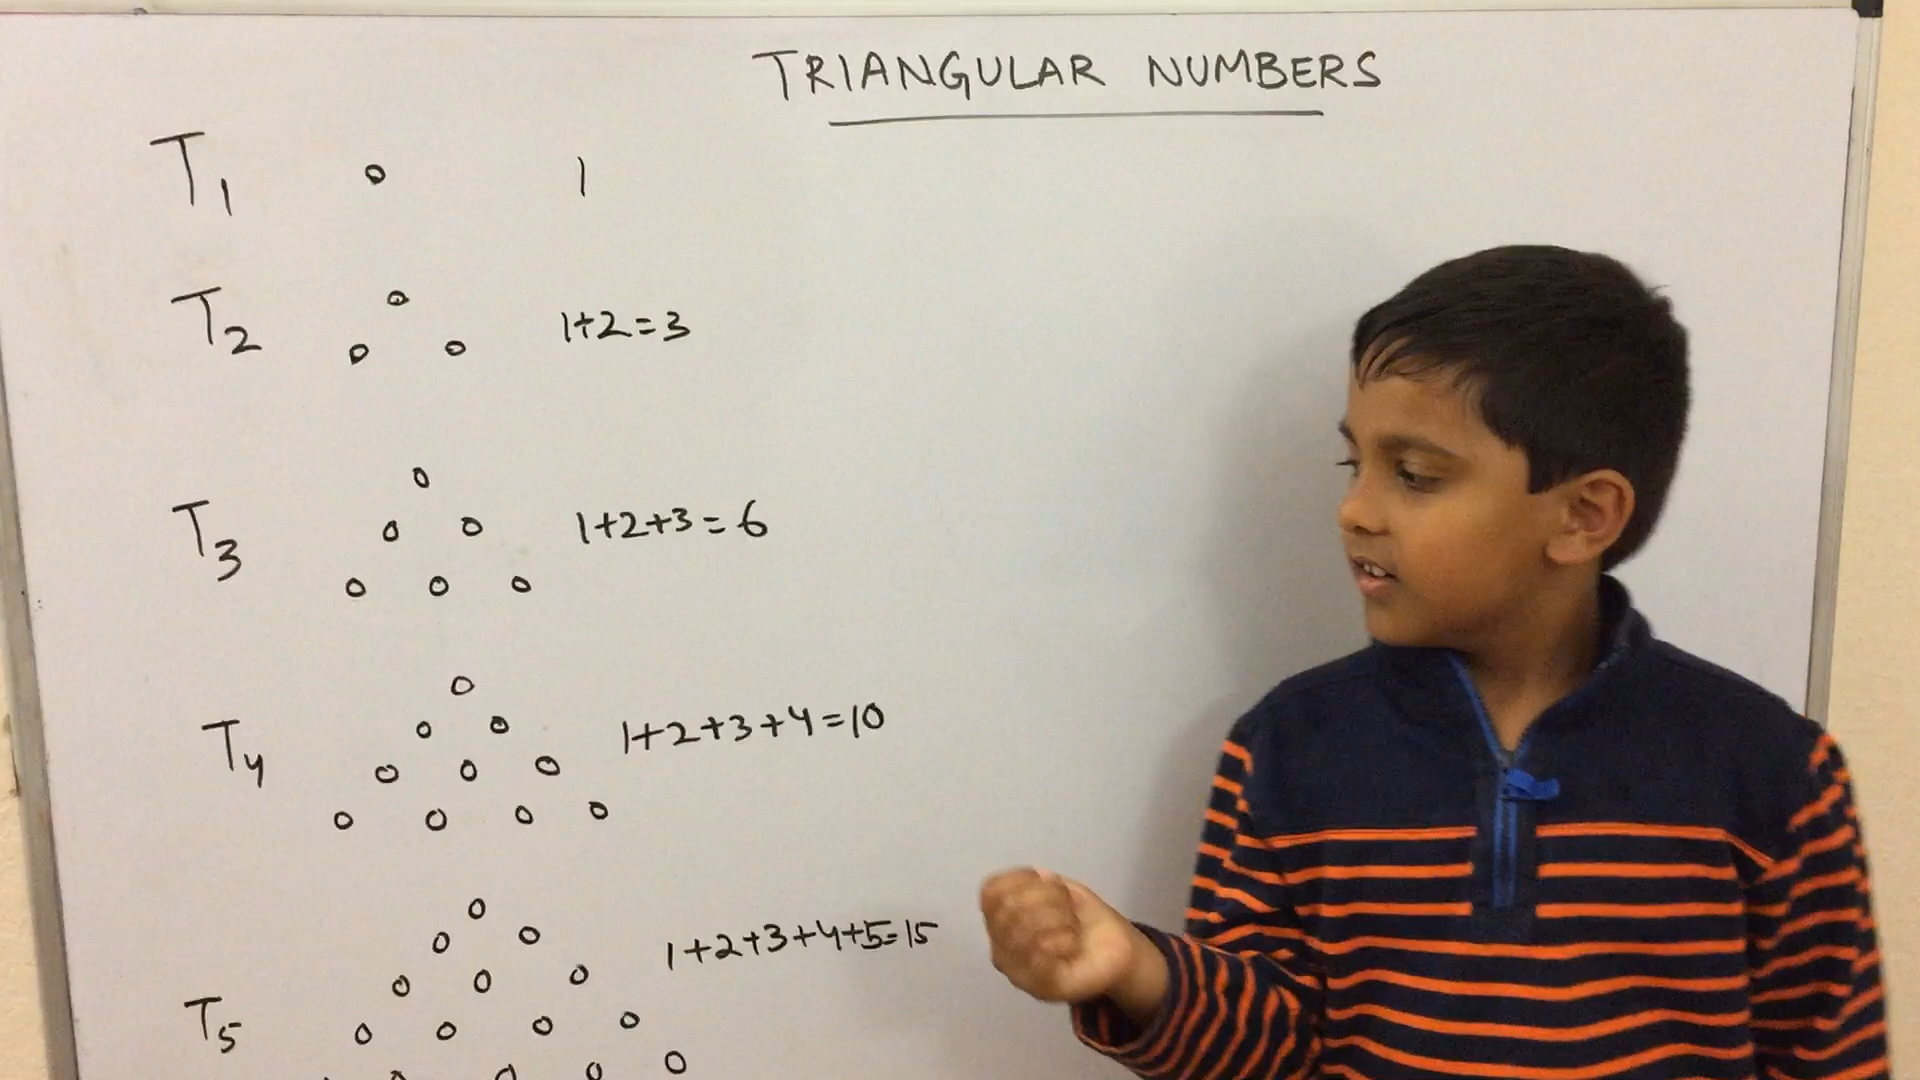 TRIANGULAR NUMBERS
T1 1
T2 1+2=3
T3 1+2+3=6
T4 1+2+3+4=10
T5 1+2+3+4+5=15